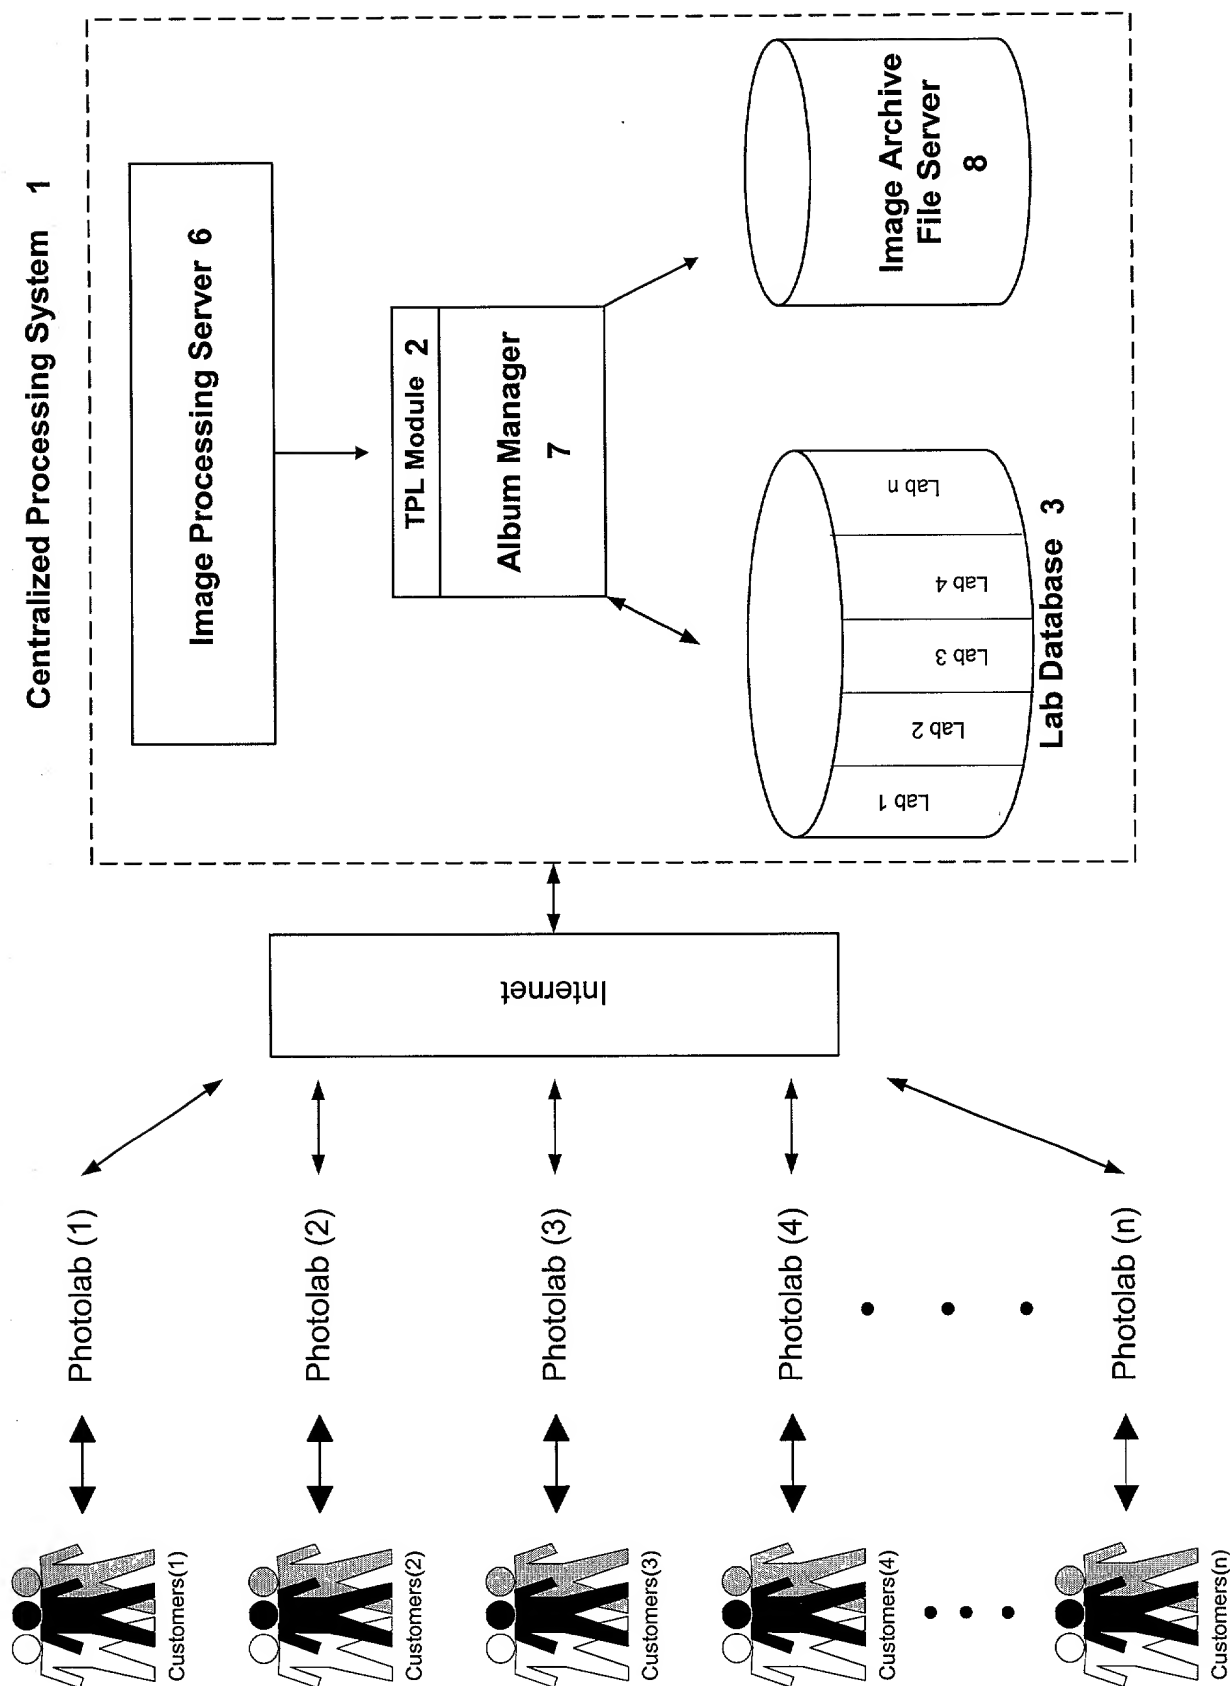 Centralized Processing System 1
Image Processing Server 6
TPL Module 2
Album Manager
7
Image Archive
File Server
8
Lab 1
Lab 2
Lab 3
Lab 4
Lab n
Lab Database 3
Internet
Photolab (1)
Photolab (2)
Photolab (3)
Photolab (4)
Photolab (n)
Customers(1)
Customers(2)
Customers(3)
Customers(4)
Customers(n)